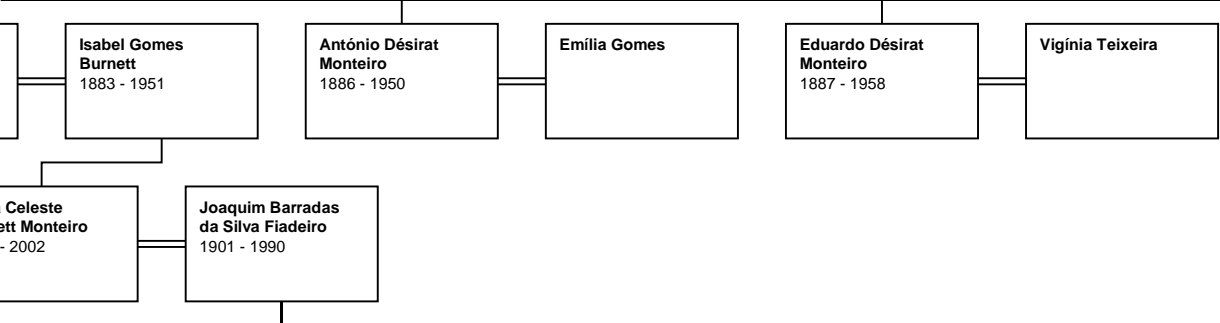 Isabel Gomes
Burnett
1883 - 1951
António Désirat
Monteiro
1886 - 1950
Emília Gomes
Eduardo Désirat
Monteiro
1887 - 1958
Vigínia Teixeira
Celeste
ett Monteiro
- 2002
Joaquim Barradas
da Silva Fiadeiro
1901 - 1990